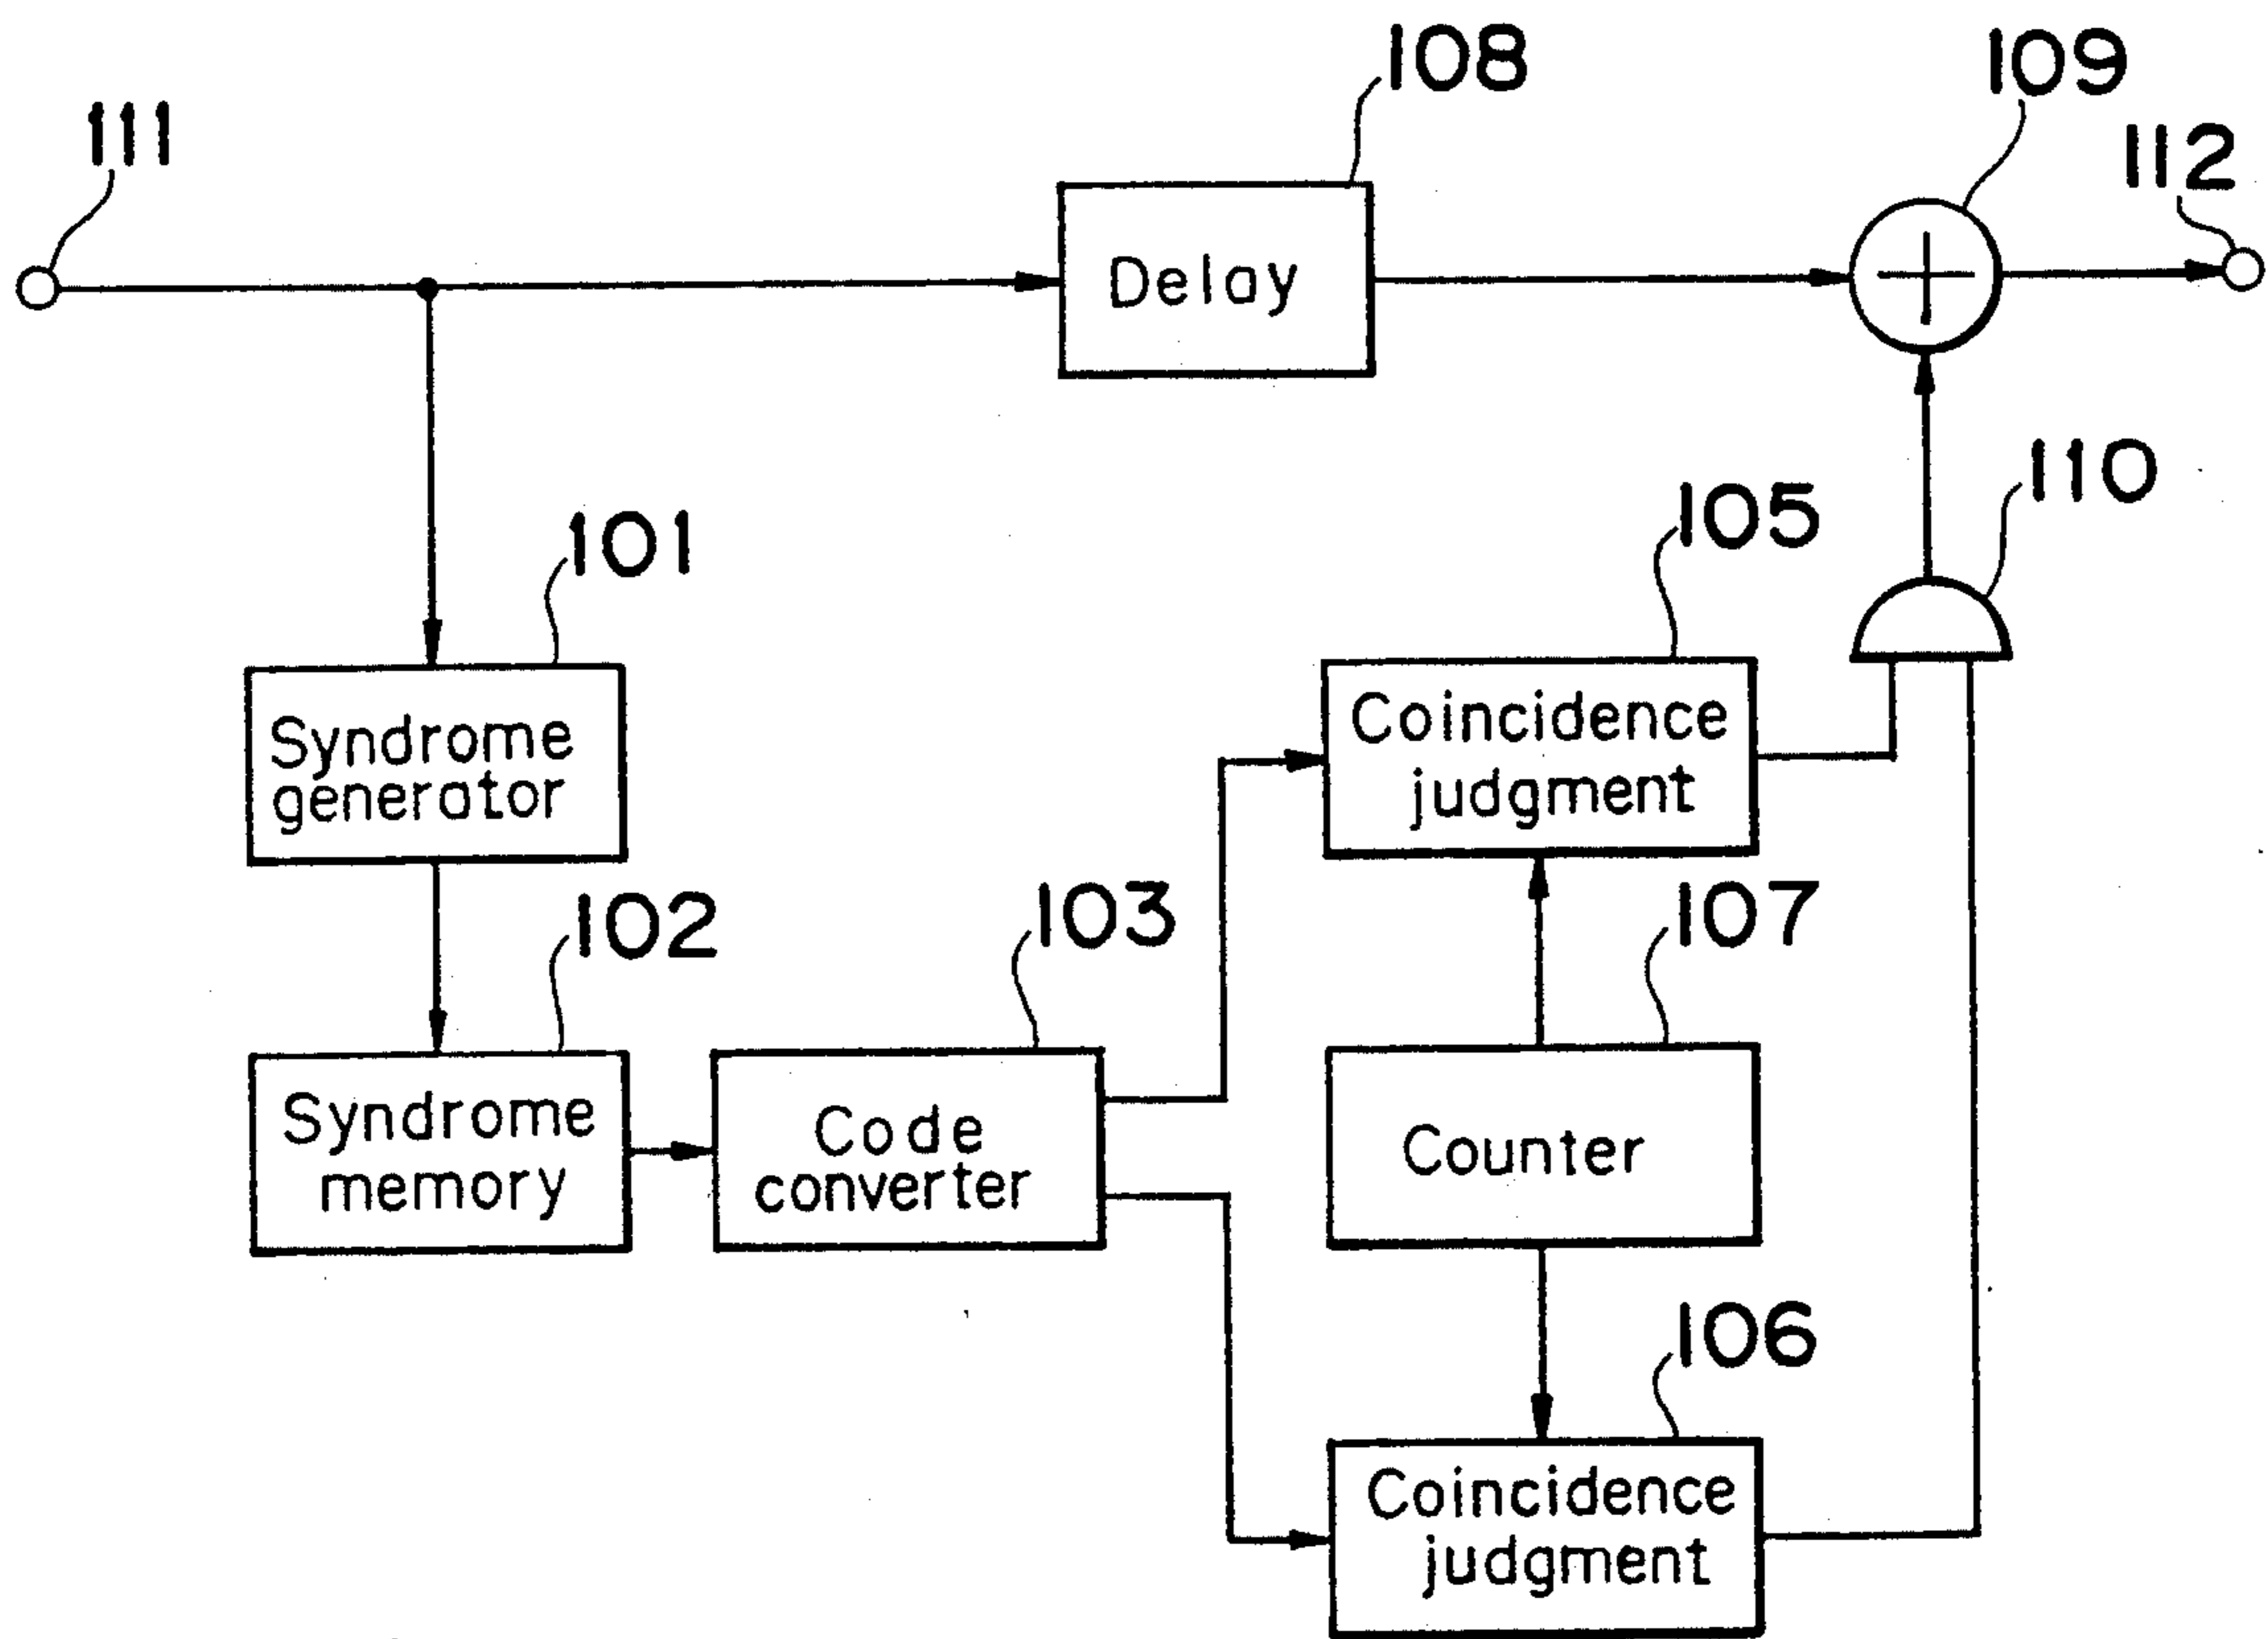 108
109
111
112
Delay
110
105
101
Coincidence
judgment
Syndrome
generator
103
107
102
Code
converter
Counter
Syndrome
memory
106
Coincidence
judgment